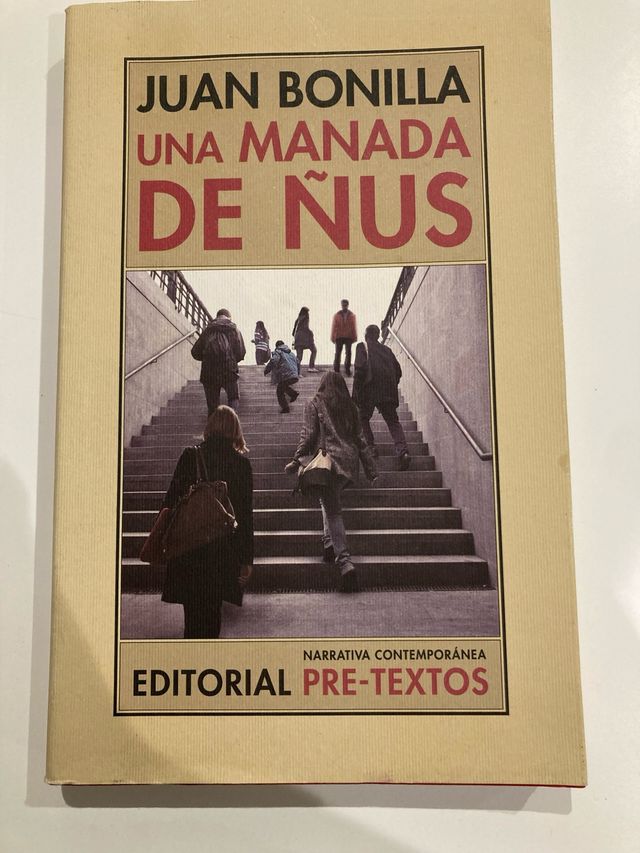 JUAN BONILLA
UNA MANADA
DE ÑUS
NARRATIVA CONTEMPORÁNEA
EDITORIAL PRE-TEXTOS